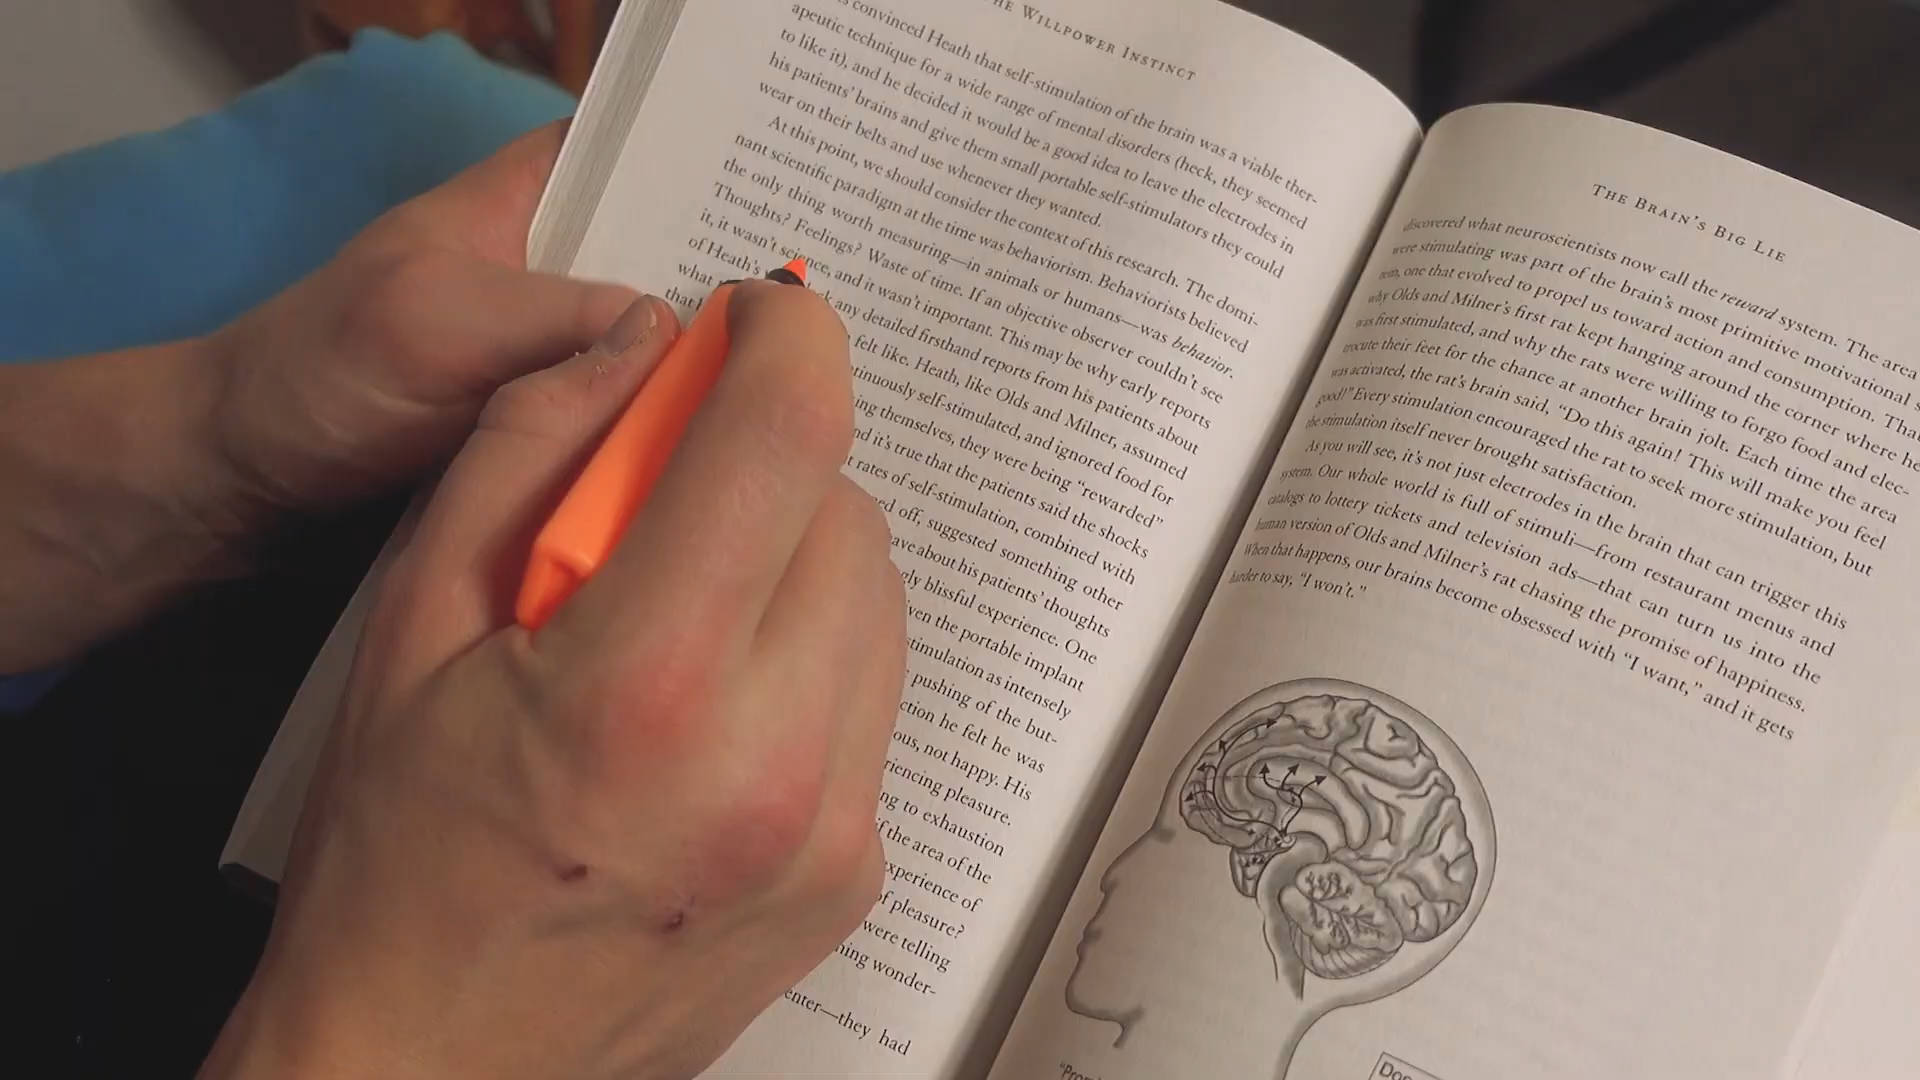 THE WILLPOWER INSTINCT
convinced Heath that self-stimulation of the brain was a viable ther-
apeutic technique for a wide range of mental disorders (heck, they seemed
to like it), and he decided it would be a good idea to leave the electrodes in
his patients' brains and give them small portable self-stimulators they could
wear on their belts and use whenever they wanted.
At this point, we should consider the context of this research. The domi-
nant scientific paradigm at the time was behaviorism. Behaviorists believed
the only thing worth measuring—in animals or humans—was behavior.
Thoughts? Feelings? Waste of time. If an objective observer couldn't see
it, it wasn't science, and it wasn't important. This may be why early reports
of Heath's any detailed firsthand reports from his patients about
what felt like. Heath, like Olds and Milner, assumed
that self-stimulated, and ignored food for
themselves, they were being "rewarded"
it's true that the patients said the shocks
rates of self-stimulation, combined with
off, suggested something other
about his patients' thoughts
blissful experience. One
the portable implant
stimulation as intensely
pushing of the but-
he felt he was
not happy. His
pleasure.
to exhaustion
if the area of the
experience of
of pleasure?
were telling
wonder-
they had
THE BRAIN'S BIG LIE
discovered what neuroscientists now call the reward system. The area
were stimulating was part of the brain's most primitive motivational
one that evolved to propel us toward action and consumption. That
why Olds and Milner's first rat kept hanging around the corner where he
was first stimulated, and why the rats were willing to forgo food and elec-
trocute their feet for the chance at another brain jolt. Each time the area
was activated, the rat's brain said, "Do this again! This will make you feel
good!" Every stimulation encouraged the rat to seek more stimulation, but
the stimulation itself never brought satisfaction.
As you will see, it's not just electrodes in the brain that can trigger this
system. Our whole world is full of stimuli—from restaurant menus and
catalogs to lottery tickets and television ads—that can turn us into the
human version of Olds and Milner's rat chasing the promise of happiness.
When that happens, our brains become obsessed with "I want," and it gets
harder to say, "I won't."